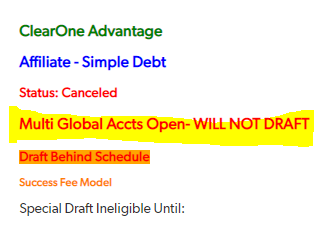 ClearOne Advantage
Affiliate - Simple Debt
Status: Canceled
Multi Global Accts Open- WILL NOT DRAFT
Draft Behind Schedule
Success Fee Model
Special Draft Ineligible Until: